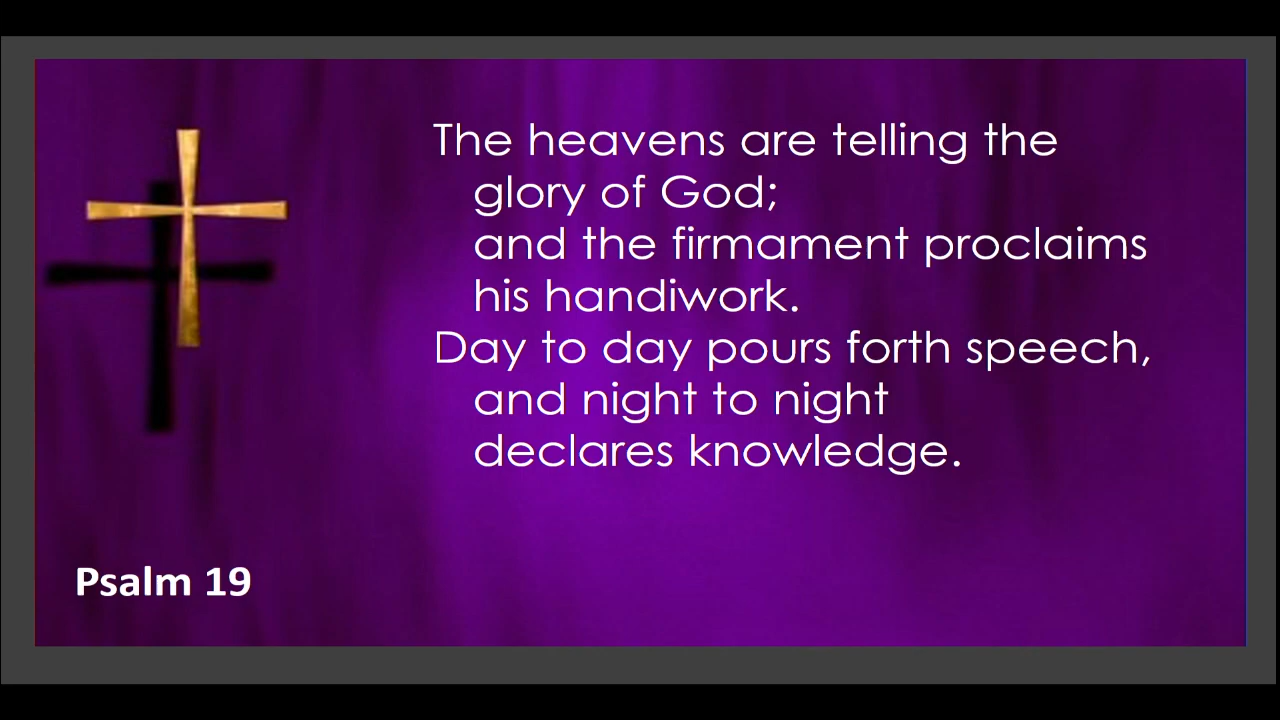 The heavens are telling the
glory of God;
and the firmament proclaims
his handiwork.
Day to day pours forth speech,
and night to night
declares knowledge.
Psalm 19